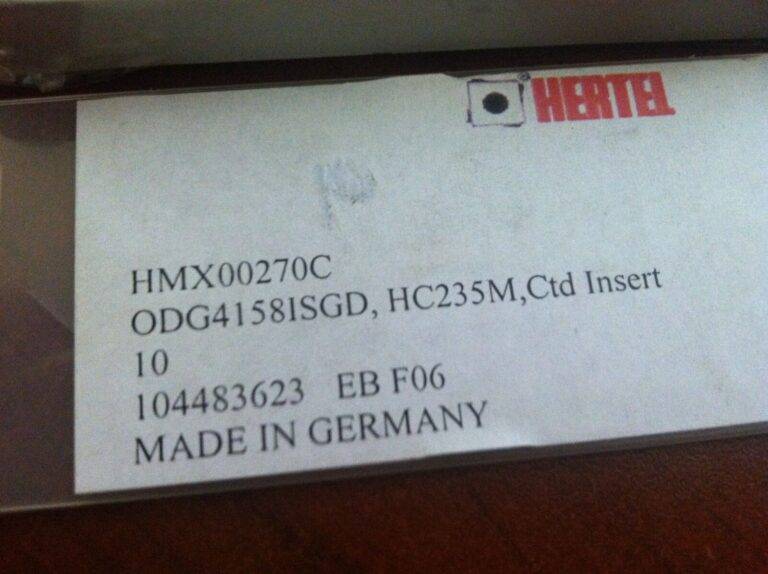 HERTEL
HMX00270C
ODG4158ISGD, HC235M,Ctd Insert
10
104483623 EB F06
MADE IN GERMANY